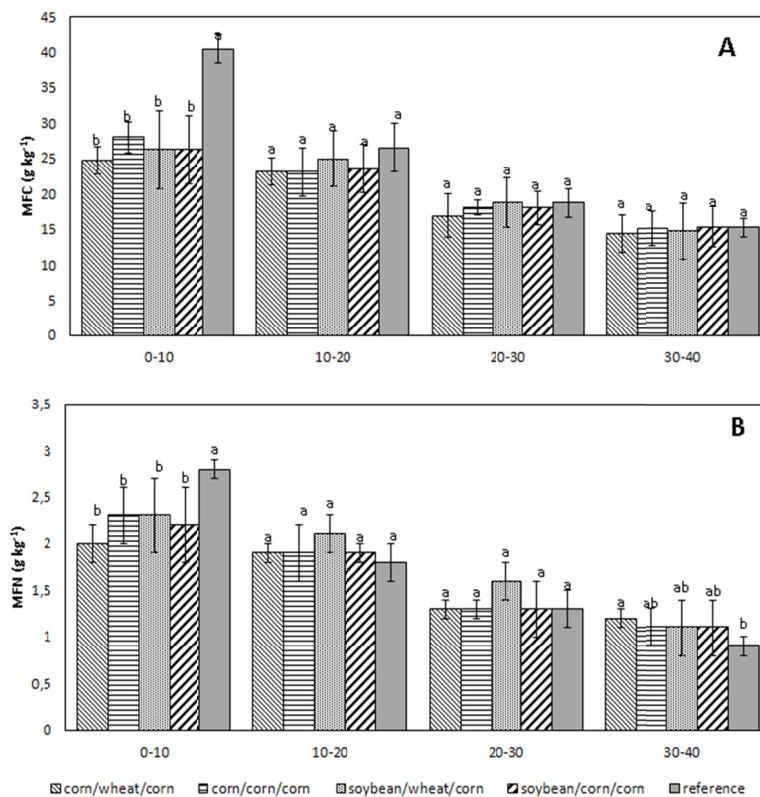 A
MFC (g kg⁻¹)
45
40
35
30
25
20
15
10
5
0
b b b b a
a a a a a
a a a a a
a a a a a
0-10 10-20 20-30 30-40
B
MFN (g kg⁻¹)
3,5
3
2,5
2
1,5
1
0,5
0
b b b b a
a a a a a
a a a a a
a ab ab ab b
0-10 10-20 20-30 30-40
corn/wheat/corn corn/corn/corn soybean/wheat/corn soybean/corn/corn reference